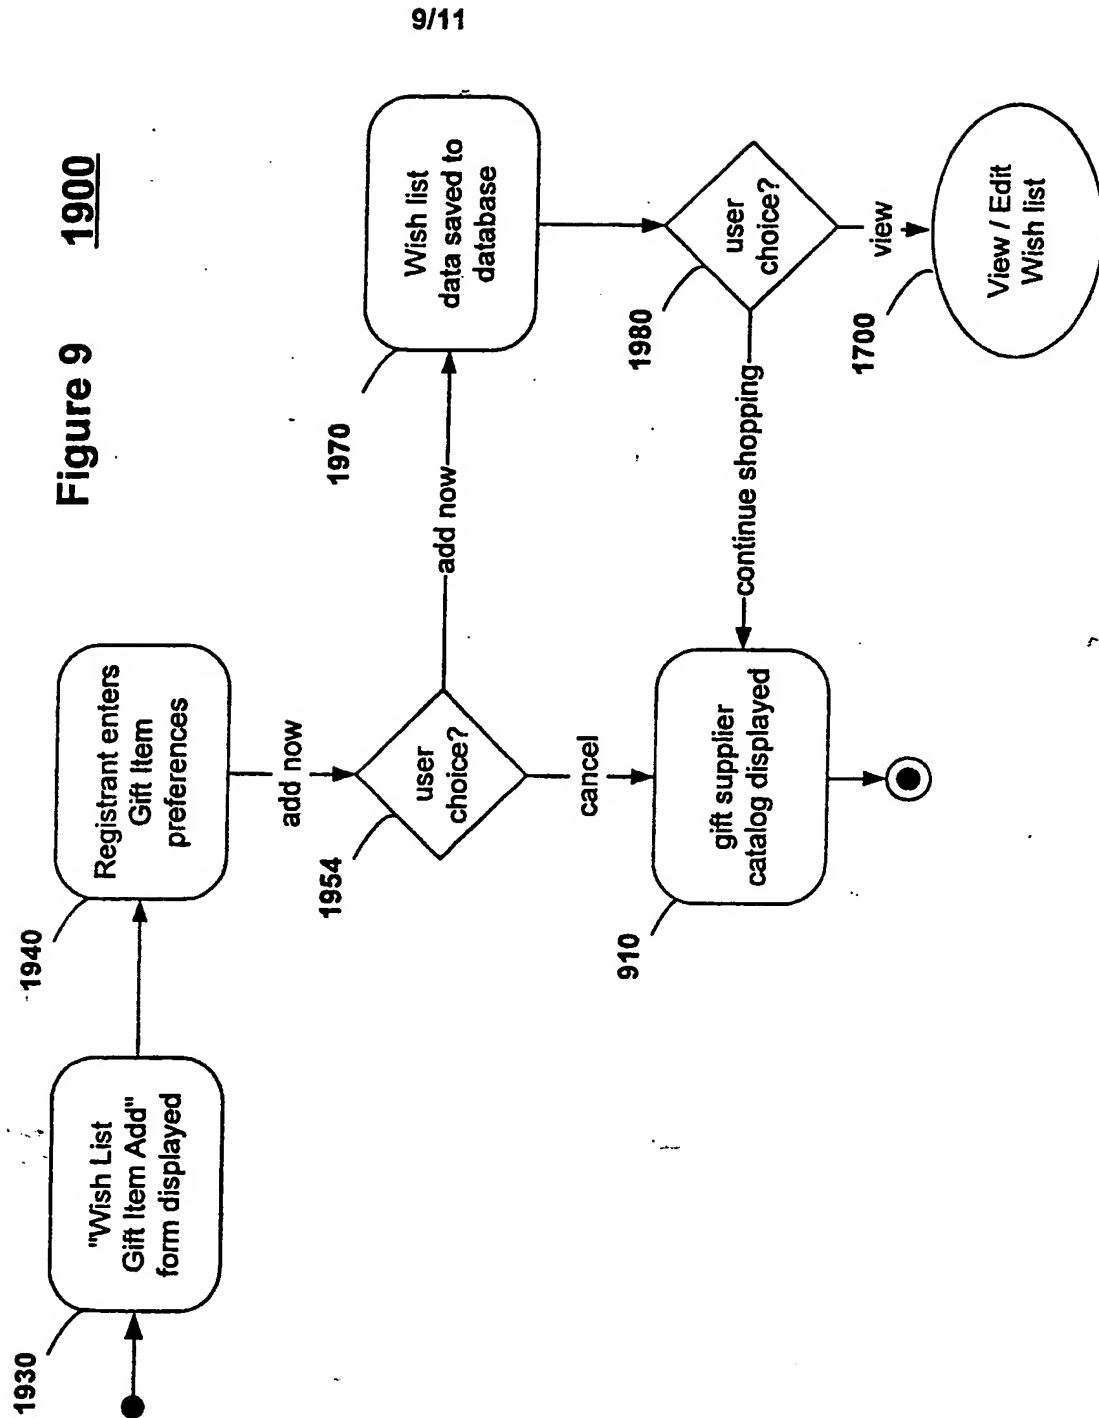 9/11
Figure 9
1900
1930
"Wish List
Gift Item Add"
form displayed
1940
Registrant enters
Gift Item
preferences
add now
1954
user
choice?
add now
1970
Wish list
data saved to
database
cancel
910
gift supplier
catalog displayed
continue shopping
1980
user
choice?
view
1700
View / Edit
Wish list